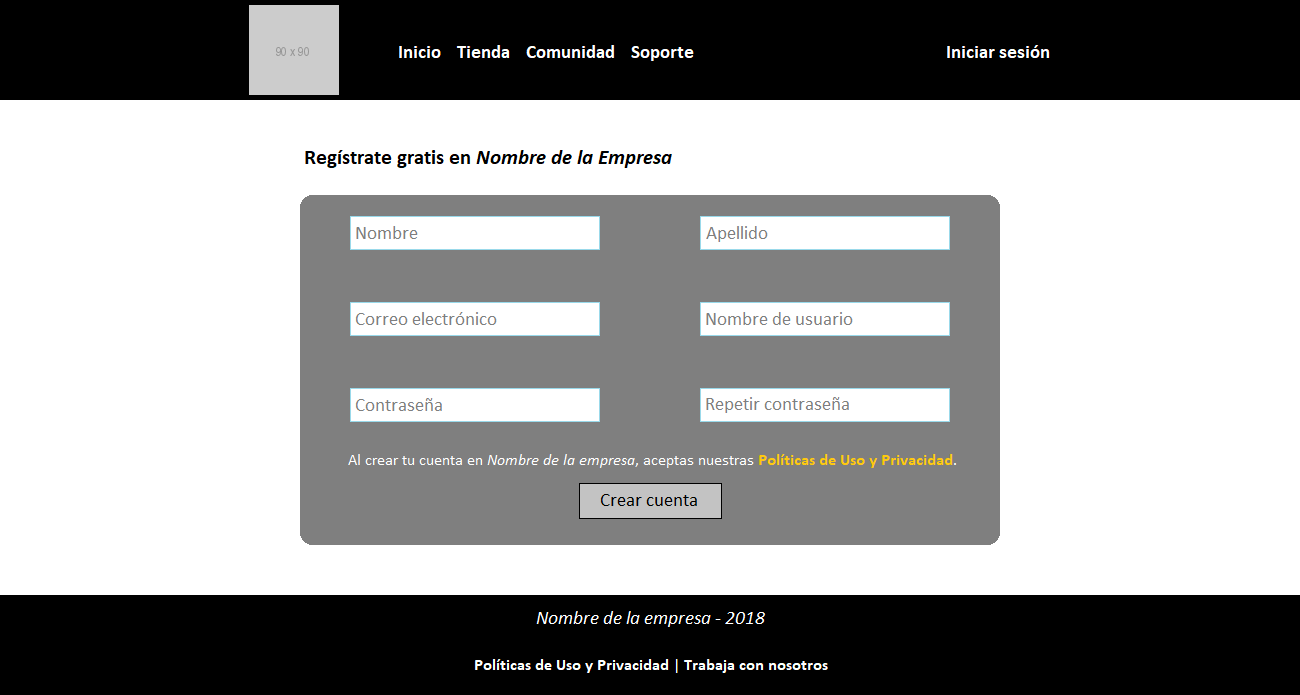 90 x 90
Inicio Tienda Comunidad Soporte Iniciar sesión
Regístrate gratis en Nombre de la Empresa
Nombre Apellido
Correo electrónico Nombre de usuario
Contraseña Repetir contraseña
Al crear tu cuenta en Nombre de la empresa, aceptas nuestras Políticas de Uso y Privacidad.
Crear cuenta
Nombre de la empresa - 2018
Políticas de Uso y Privacidad | Trabaja con nosotros